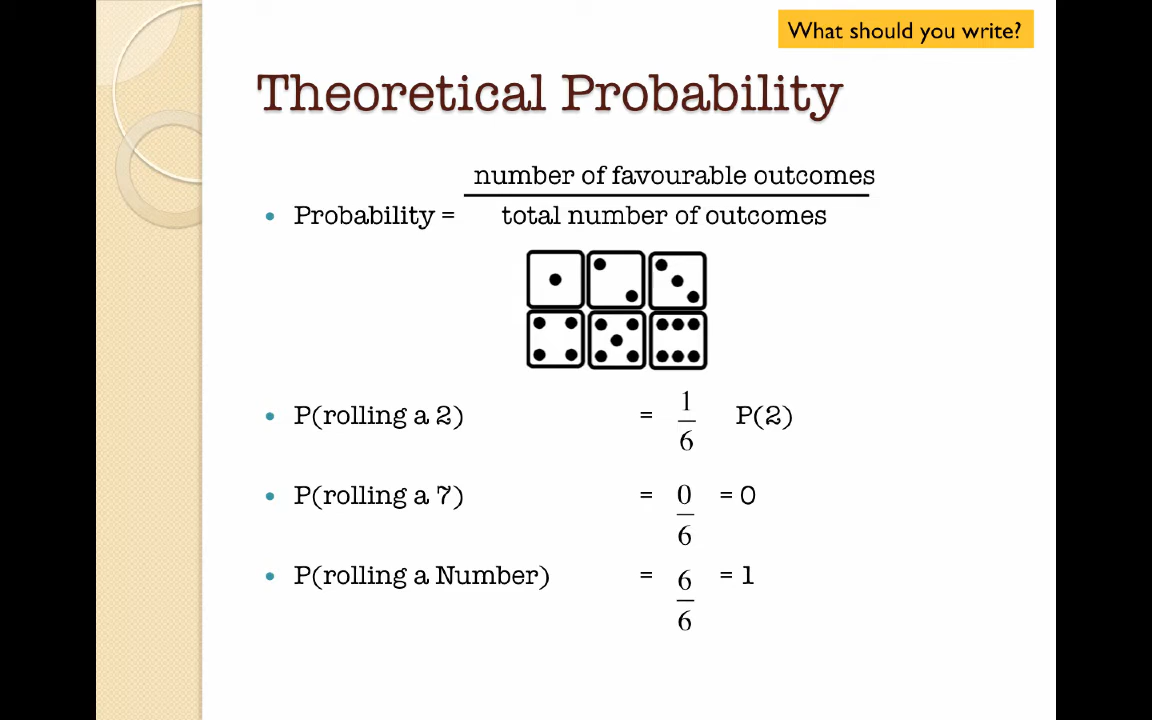 What should you write?
Theoretical Probability
number of favourable outcomes
• Probability = total number of outcomes
• P(rolling a 2) = 1/6 P(2)
• P(rolling a 7) = 0/6 = 0
• P(rolling a Number) = 6/6 = 1